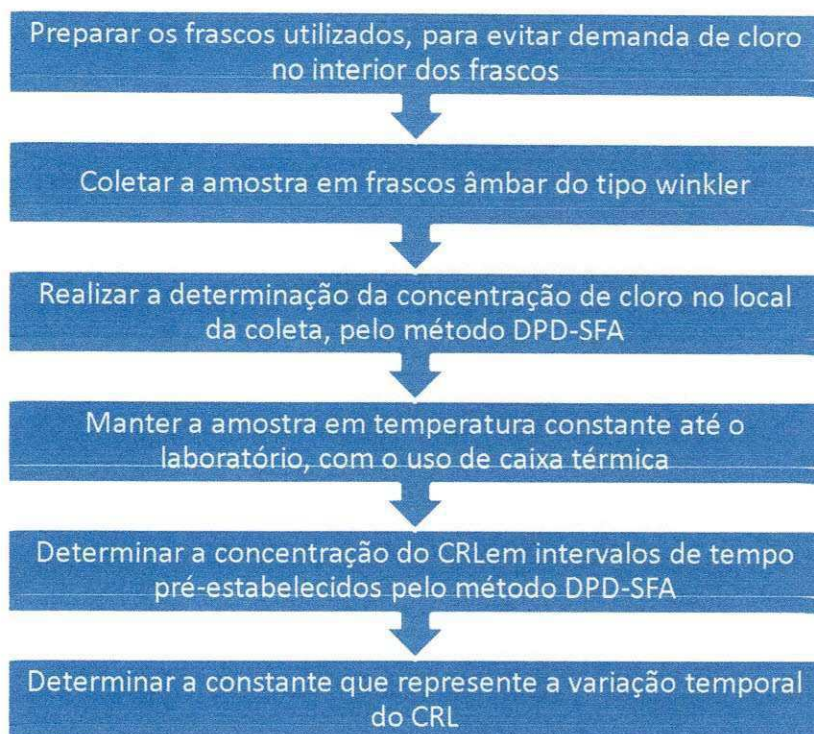 Preparar os frascos utilizados, para evitar demanda de cloro
no interior dos frascos
Coletar a amostra em frascos âmbar do tipo winkler
Realizar a determinação da concentração de cloro no local
da coleta, pelo método DPD-SFA
Manter a amostra em temperatura constante até o
laboratório, com o uso de caixa térmica
Determinar a concentração do CRLem intervalos de tempo
pré-estabelecidos pelo método DPD-SFA
Determinar a constante que represente a variação temporal
do CRL